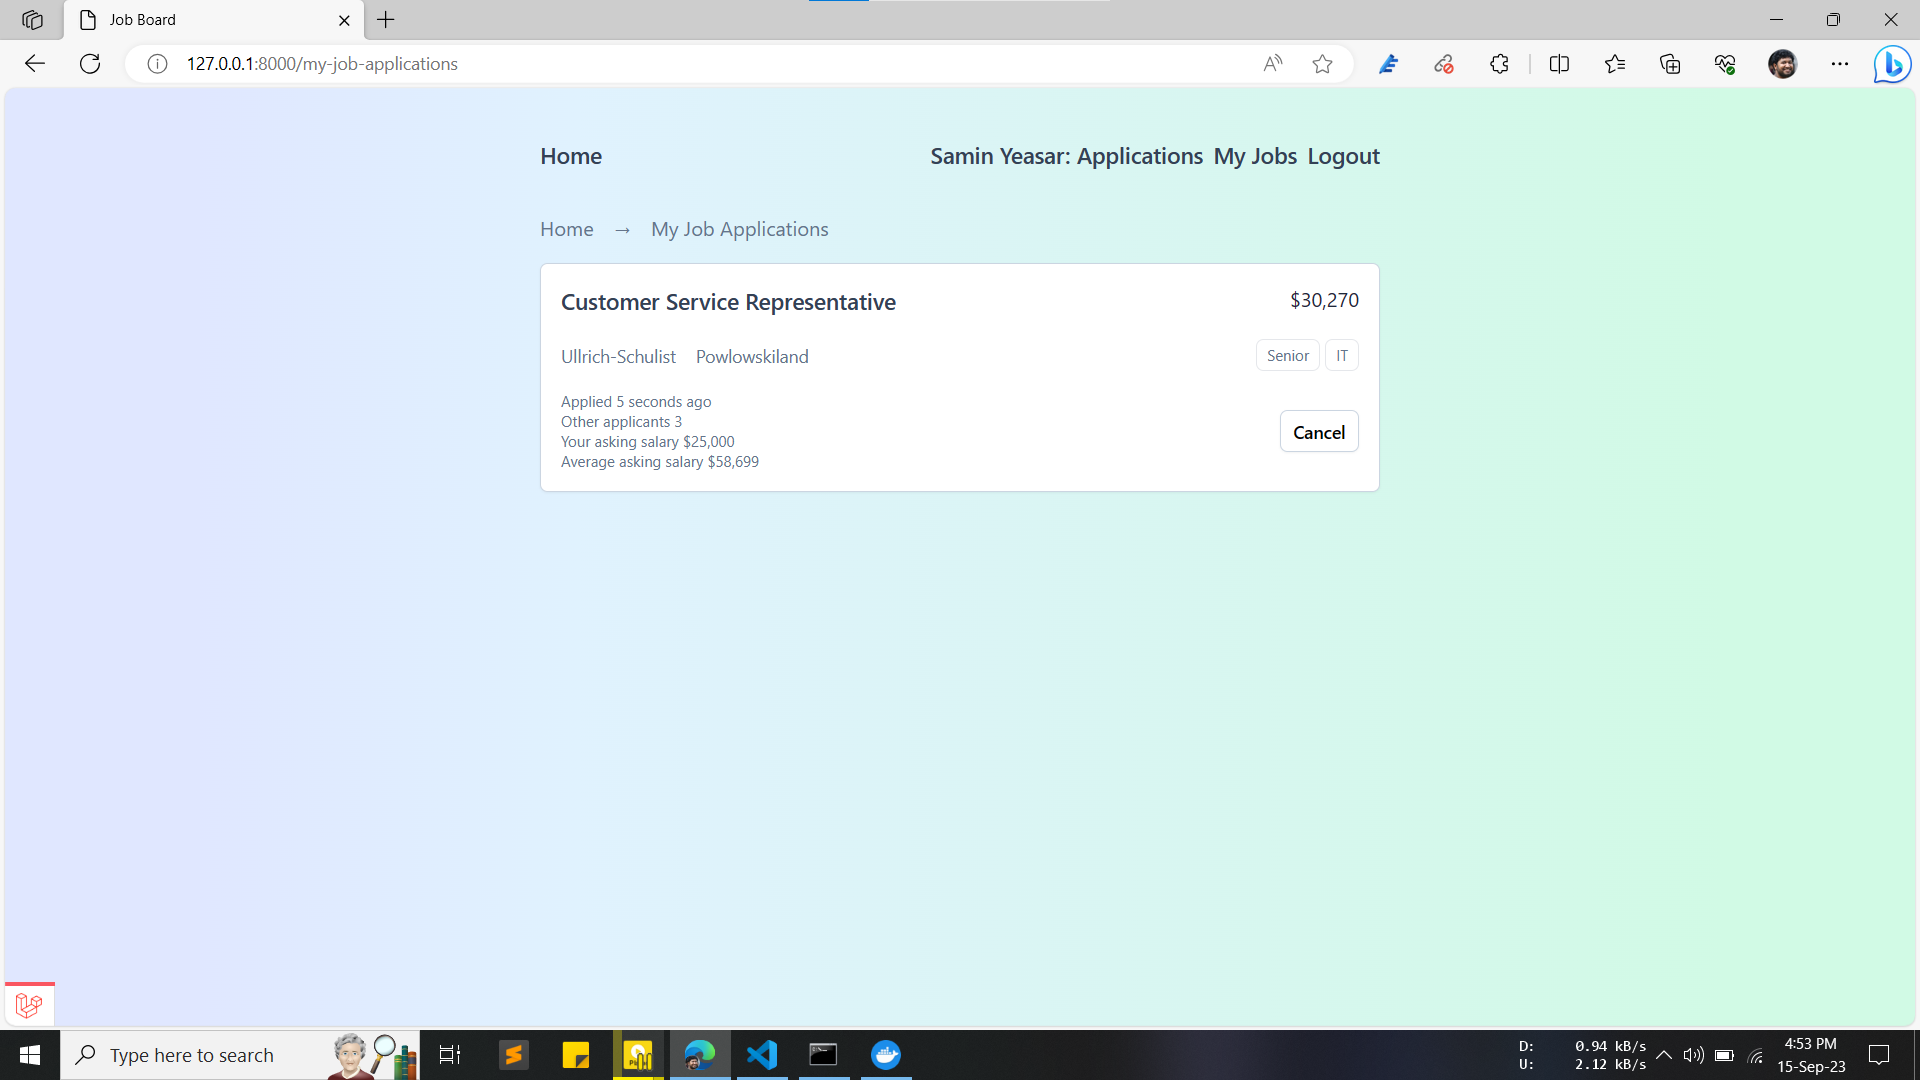 Job Board
127.0.0.1:8000/my-job-applications
Home
Samin Yeasar: Applications My Jobs Logout
Home → My Job Applications
Customer Service Representative
$30,270
Ullrich-Schulist Powlowskiland
Senior IT
Applied 5 seconds ago
Other applicants 3
Your asking salary $25,000
Average asking salary $58,699
Cancel
Type here to search
D: 0.94 kB/s
U: 2.12 kB/s
4:53 PM
15-Sep-23